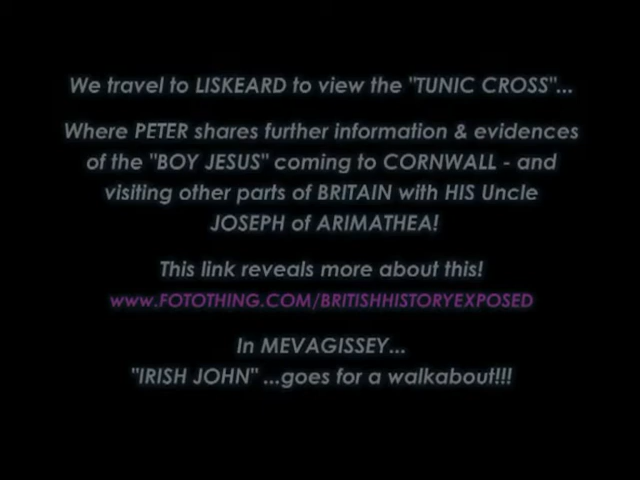 We travel to LISKEARD to view the "TUNIC CROSS"...
Where PETER shares further information & evidences
of the "BOY JESUS" coming to CORNWALL - and
visiting other parts of BRITAIN with HIS Uncle
JOSEPH of ARIMATHEA!
This link reveals more about this!
www.FOTOTHING.COM/BRITISHHISTORYEXPOSED
In MEVAGISSEY...
"IRISH JOHN" ...goes for a walkabout!!!